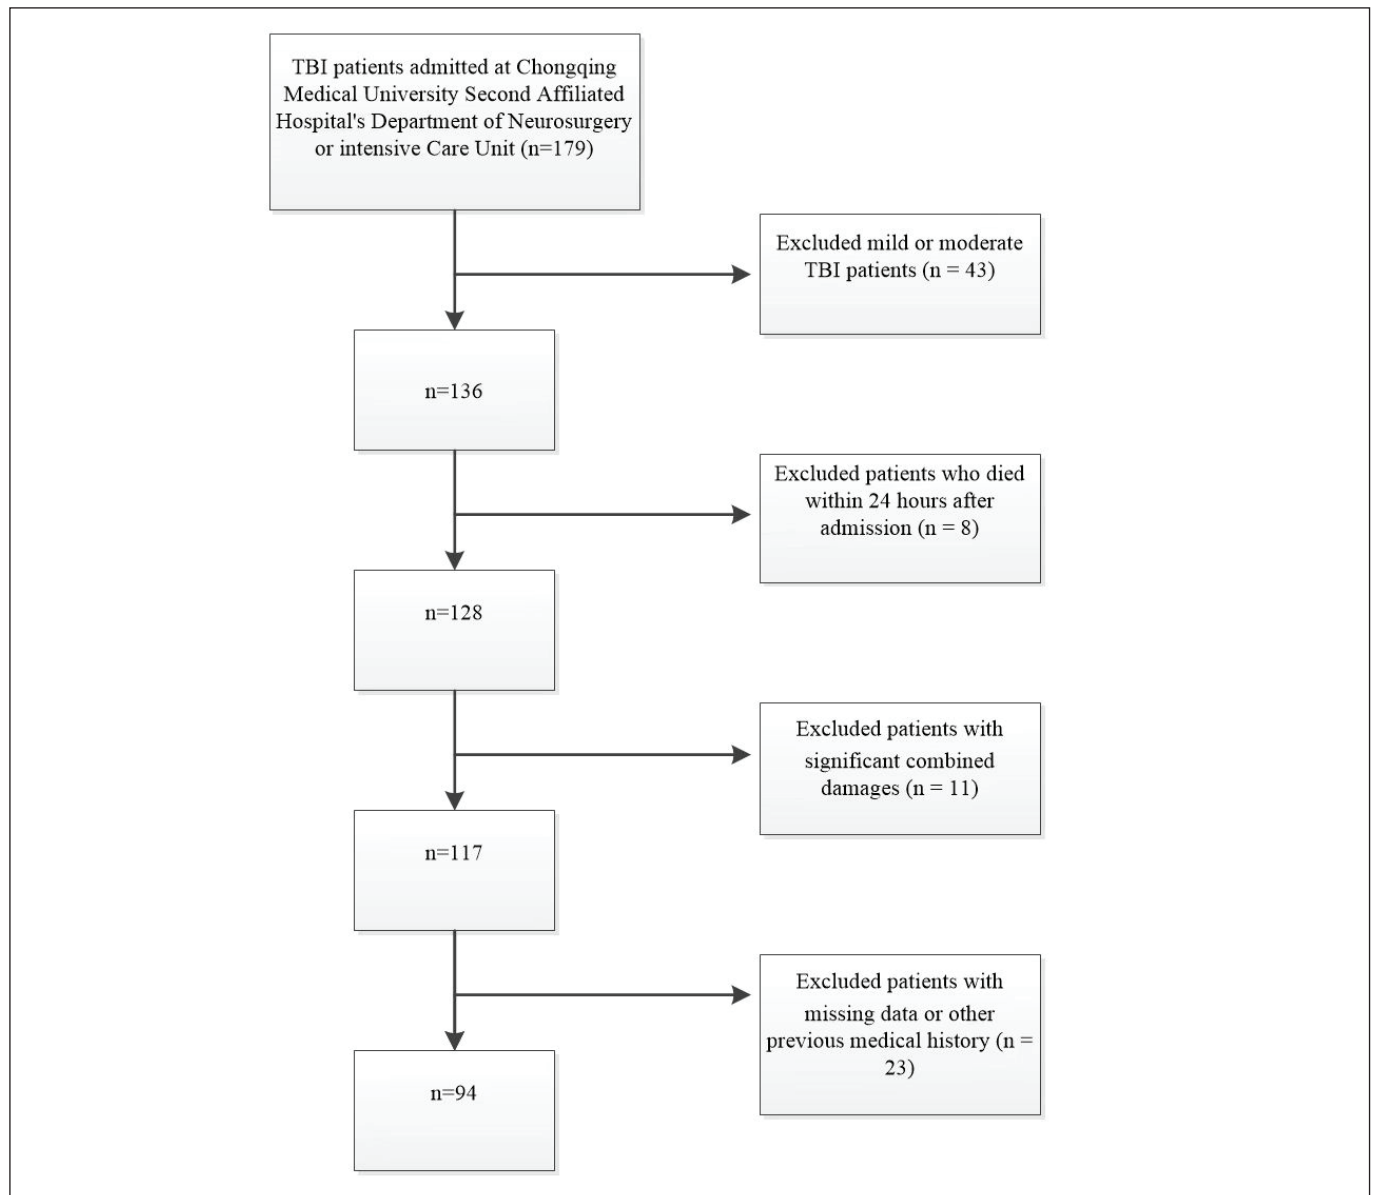 TBI patients admitted at Chongqing
Medical University Second Affiliated
Hospital's Department of Neurosurgery
or intensive Care Unit (n=179)
Excluded mild or moderate
TBI patients (n = 43)
n=136
Excluded patients who died
within 24 hours after
admission (n = 8)
n=128
Excluded patients with
significant combined
damages (n = 11)
n=117
Excluded patients with
missing data or other
previous medical history (n =
23)
n=94